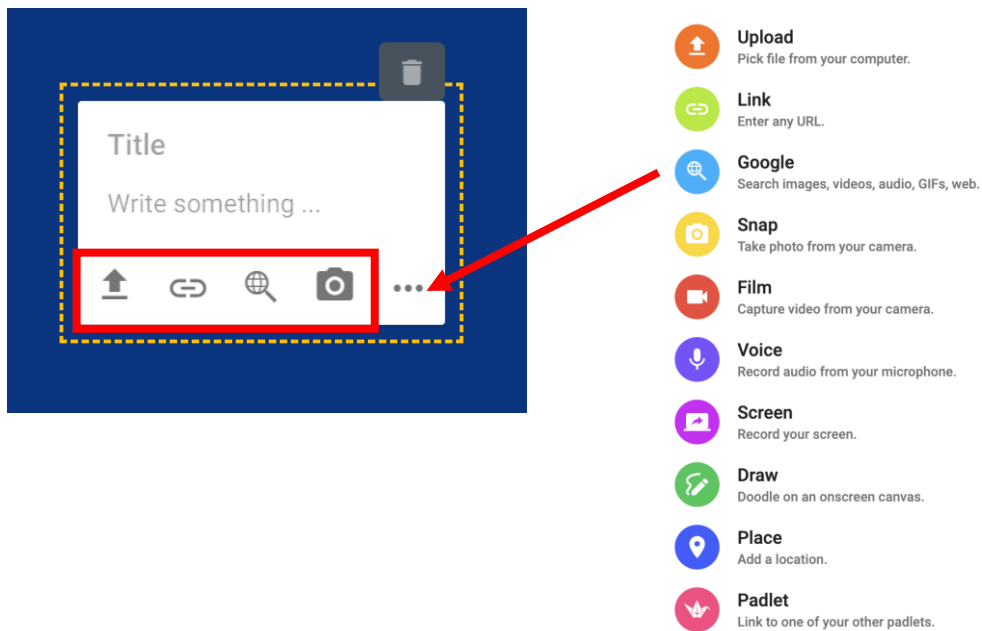 Title
Write something ...
Upload
Pick file from your computer.
Link
Enter any URL.
Google
Search images, videos, audio, GIFs, web.
Snap
Take photo from your camera.
Film
Capture video from your camera.
Voice
Record audio from your microphone.
Screen
Record your screen.
Draw
Doodle on an onscreen canvas.
Place
Add a location.
Padlet
Link to one of your other padlets.